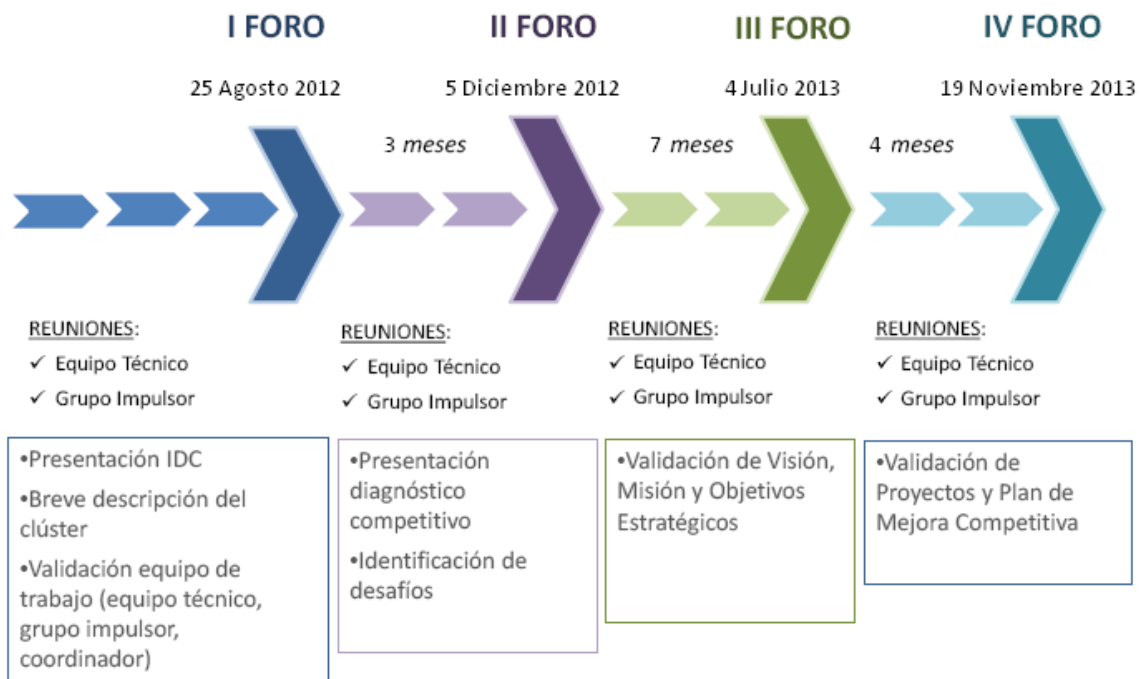 I FORO
25 Agosto 2012
II FORO
5 Diciembre 2012
III FORO
4 Julio 2013
IV FORO
19 Noviembre 2013
3 meses
7 meses
4 meses
REUNIONES:
✓ Equipo Técnico
✓ Grupo Impulsor
REUNIONES:
✓ Equipo Técnico
✓ Grupo Impulsor
REUNIONES:
✓ Equipo Técnico
✓ Grupo Impulsor
REUNIONES:
✓ Equipo Técnico
✓ Grupo Impulsor
•Presentación IDC
•Breve descripción del
clúster
•Validación equipo de
trabajo (equipo técnico,
grupo impulsor,
coordinador)
•Presentación
diagnóstico
competitivo
•Identificación de
desafíos
•Validación de Visión,
Misión y Objetivos
Estratégicos
•Validación de
Proyectos y Plan de
Mejora Competitiva